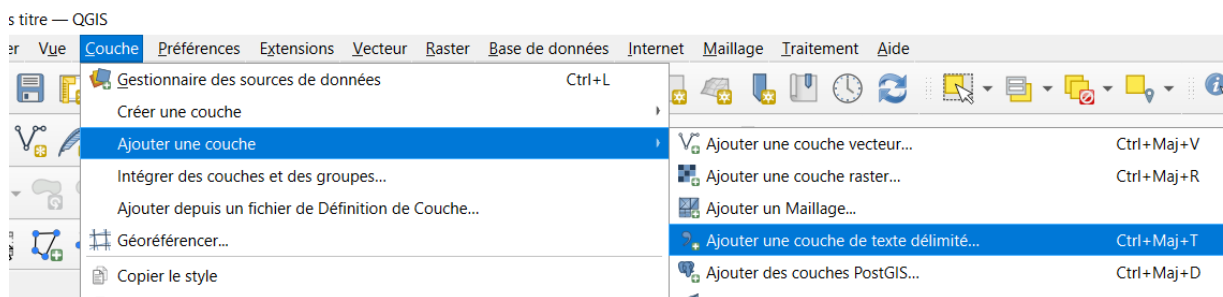 s titre — QGIS
er Vue Couche Préférences Extensions Vecteur Raster Base de données Internet Maillage Traitement Aide
Gestionnaire des sources de données Ctrl+L
Créer une couche
Ajouter une couche
Intégrer des couches et des groupes...
Ajouter depuis un fichier de Définition de Couche...
Géoréférencer...
Copier le style
Ajouter une couche vecteur... Ctrl+Maj+V
Ajouter une couche raster... Ctrl+Maj+R
Ajouter un Maillage...
Ajouter une couche de texte délimité... Ctrl+Maj+T
Ajouter des couches PostGIS... Ctrl+Maj+D